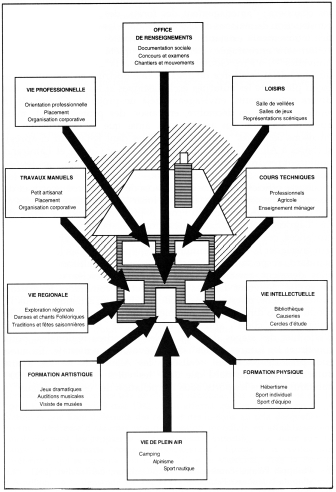 OFFICE
DE RENSEIGNEMENTS
Documentation sociale
Concours et examens
Chantiers et mouvements
VIE PROFESSIONNELLE
Orientation professionnelle
Placement
Organisation corporative
LOISIRS
Salle de veillées
Salles de jeux
Représentations scéniques
TRAVAUX MANUELS
Petit artisanat
Placement
Organisation corporative
COURS TECHNIQUES
Professionnels
Agricole
Enseignement ménager
VIE REGIONALE
Exploration régionale
Danses et chants Folkloriques
Traditions et fêtes saisonnières
VIE INTELLECTUELLE
Bibliothèque
Causeries
Cercles d'étude
FORMATION ARTISTIQUE
Jeux dramatiques
Auditions musicales
Visiste de musées
FORMATION PHYSIQUE
Hébertisme
Sport individuel
Sport d'équipe
VIE DE PLEIN AIR
Camping
Alpinisme
Sport nautique